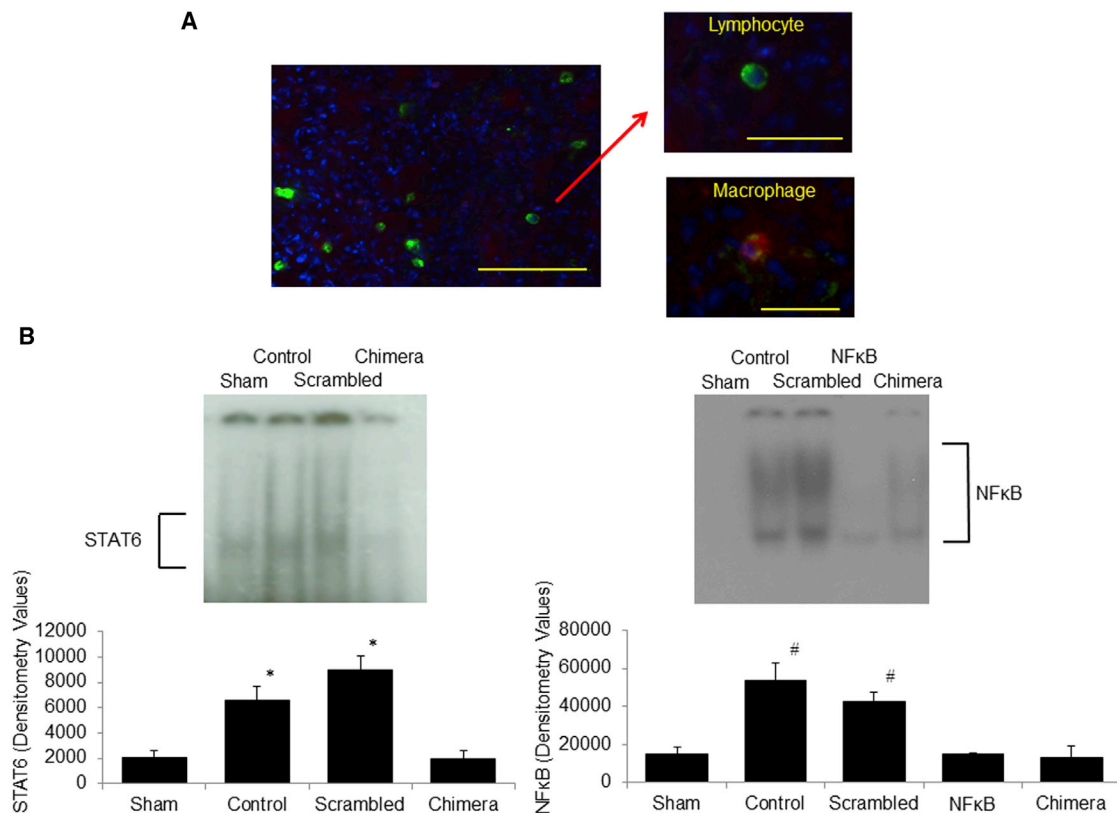 A
Lymphocyte
Macrophage
B
Control Chimera
Sham Scrambled
STAT6
STAT6 (Densitometry Values)
12000
10000
8000
6000
4000
2000
0
* *
Sham Control Scrambled Chimera
Control NFκB
Sham Scrambled Chimera
NFκB
NFκB (Densitometry Values)
80000
60000
40000
20000
0
# #
Sham Control Scrambled NFκB Chimera